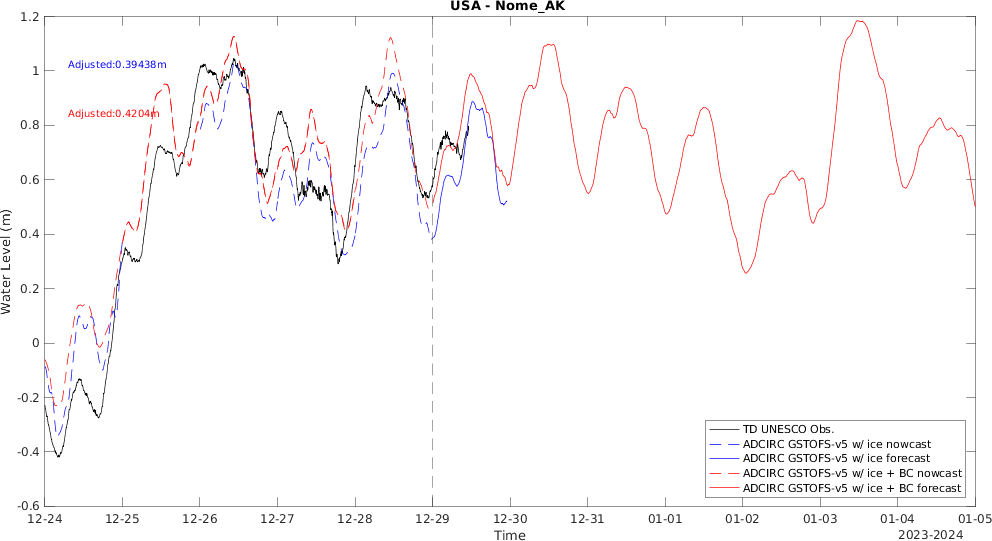 USA - Nome_AK
Water Level (m)
1.2
1
0.8
0.6
0.4
0.2
0
-0.2
-0.4
-0.6
Adjusted:0.39438m
Adjusted:0.4204m
TD UNESCO Obs.
ADCIRC GSTOFS-v5 w/ ice nowcast
ADCIRC GSTOFS-v5 w/ ice forecast
ADCIRC GSTOFS-v5 w/ ice + BC nowcast
ADCIRC GSTOFS-v5 w/ ice + BC forecast
12-24 12-25 12-26 12-27 12-28 12-29 12-30 12-31 01-01 01-02 01-03 01-04 01-05
Time
2023-2024